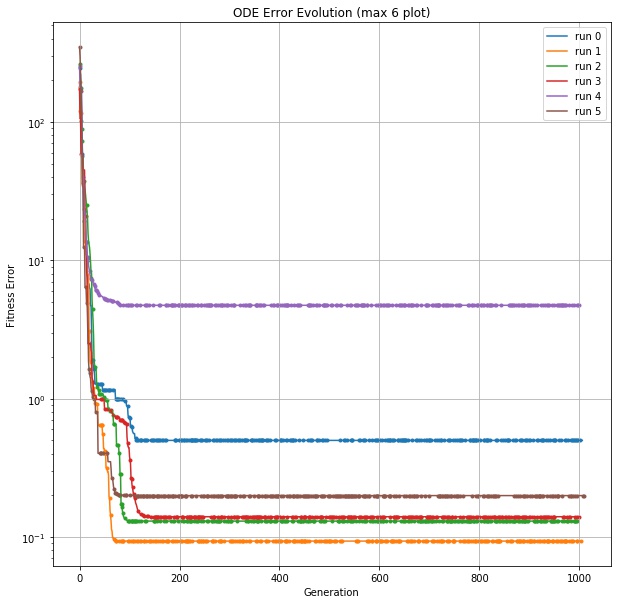 ODE Error Evolution (max 6 plot)
run 0
run 1
run 2
run 3
run 4
run 5
Fitness Error
10²
10¹
10⁰
10⁻¹
0 200 400 600 800 1000
Generation